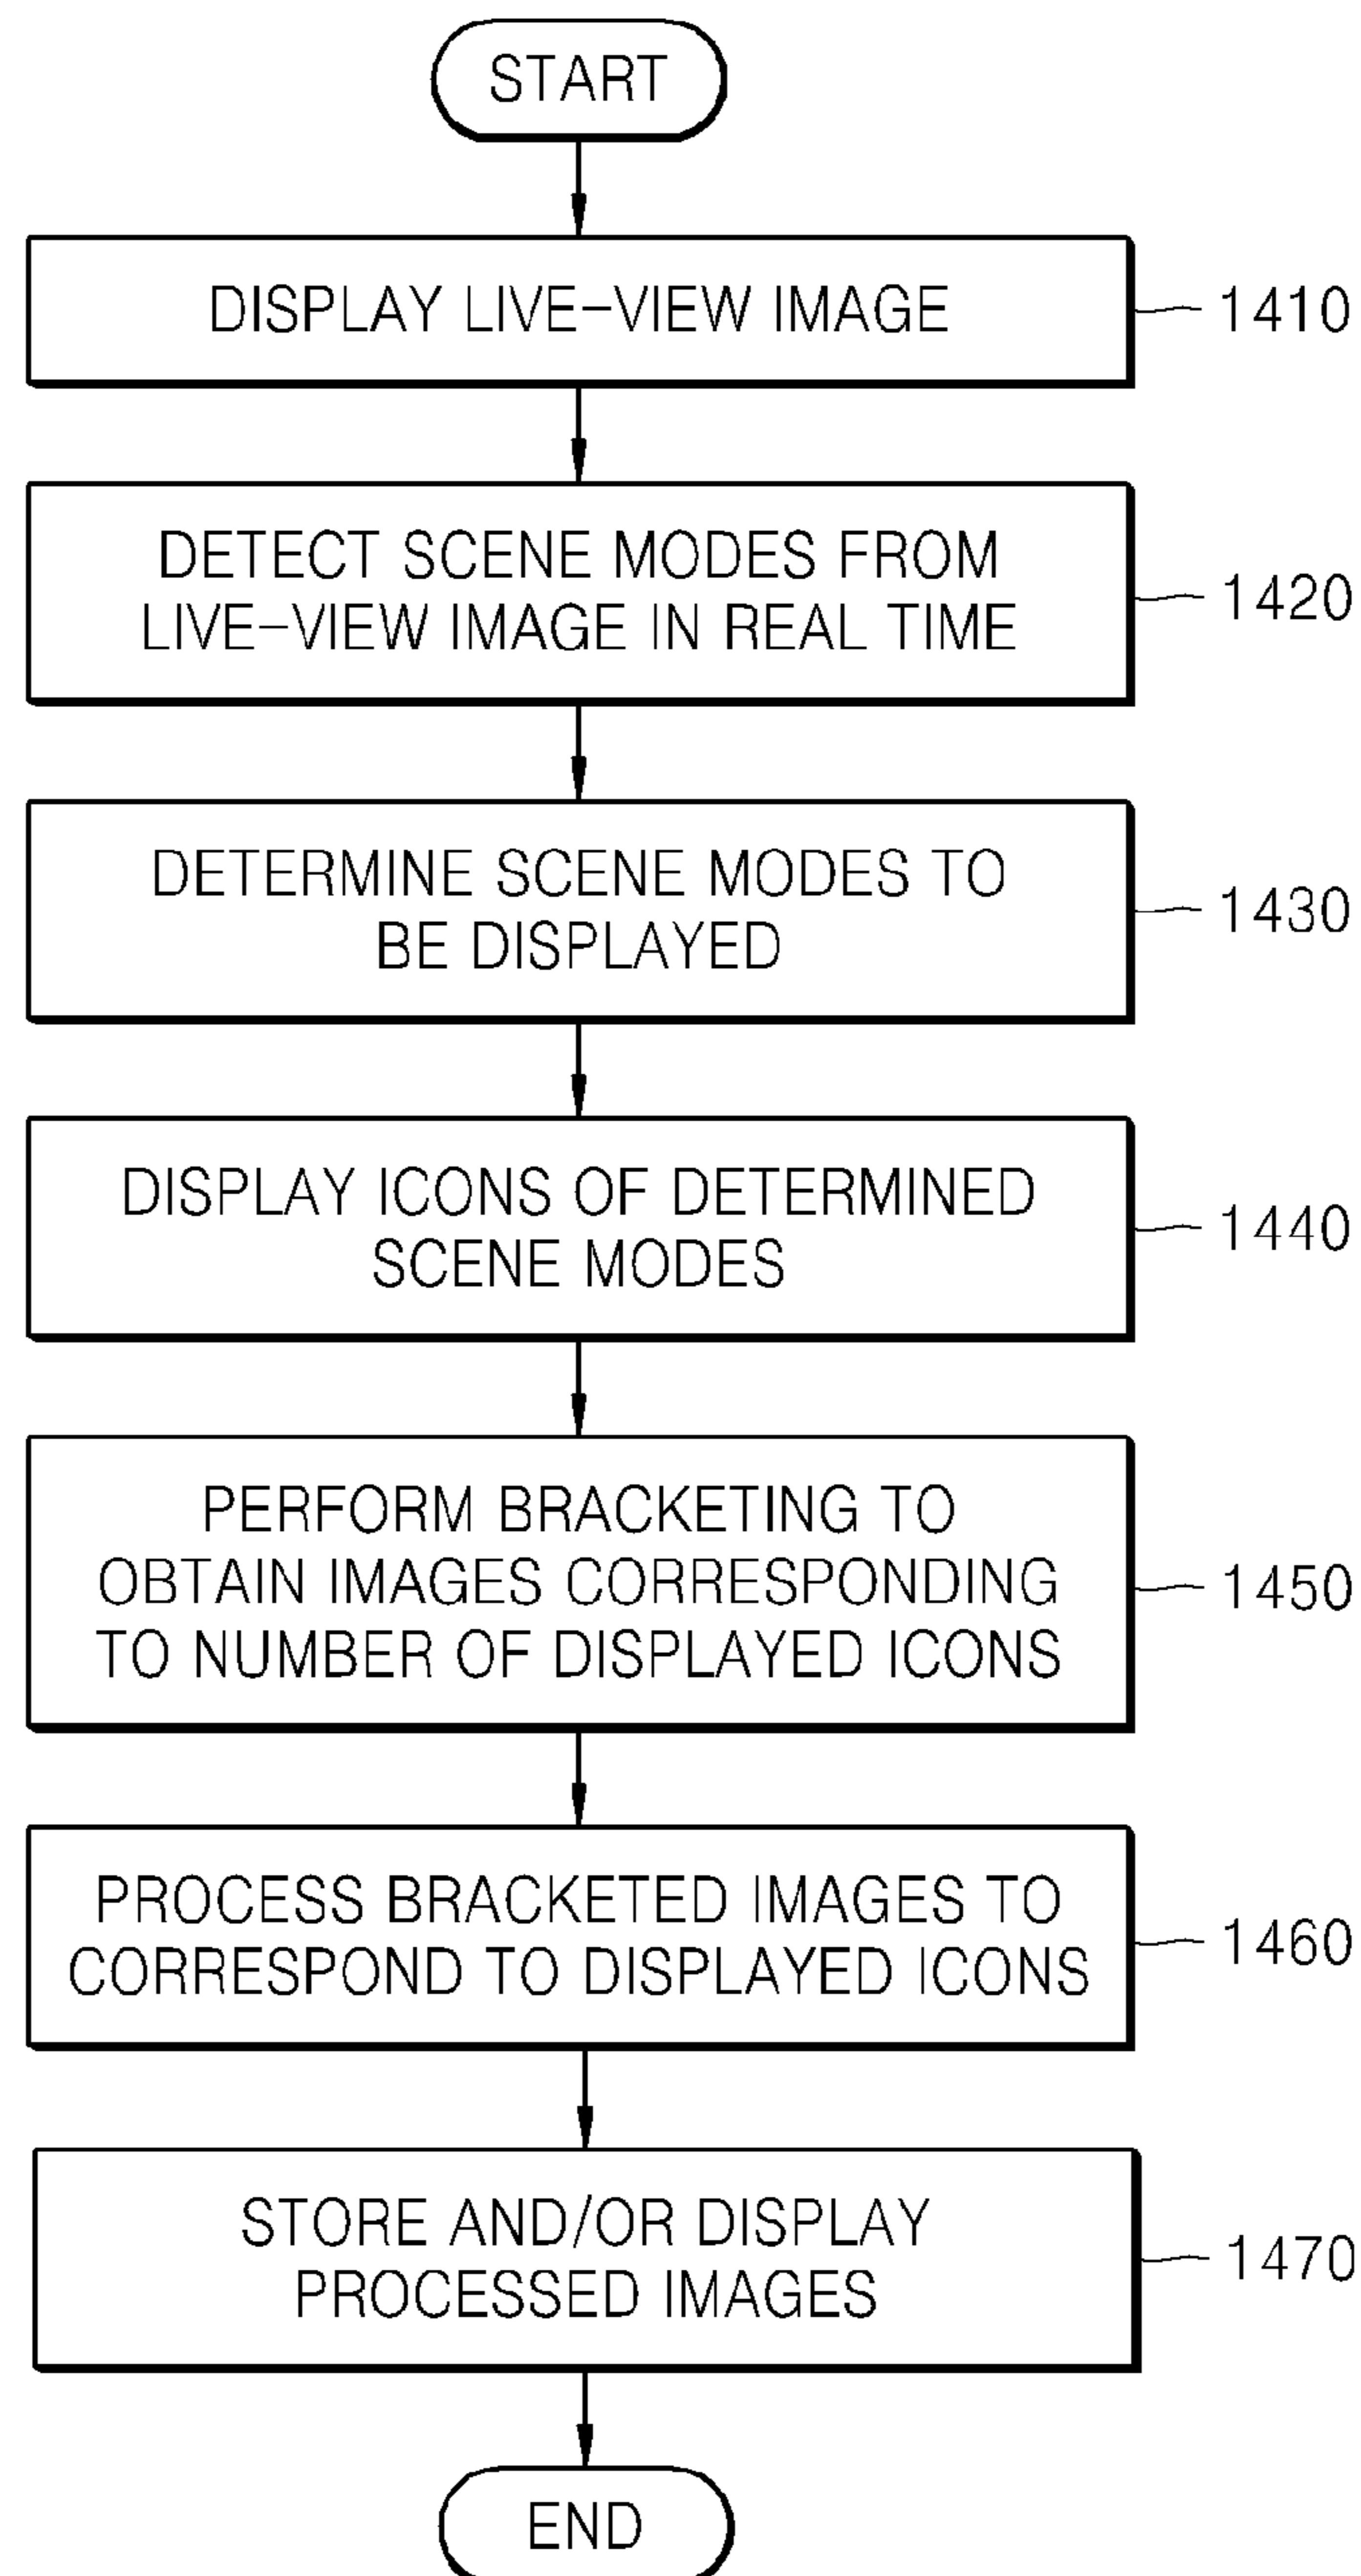 START
DISPLAY LIVE-VIEW IMAGE
1410
DETECT SCENE MODES FROM
LIVE-VIEW IMAGE IN REAL TIME
1420
DETERMINE SCENE MODES TO
BE DISPLAYED
1430
DISPLAY ICONS OF DETERMINED
SCENE MODES
1440
PERFORM BRACKETING TO
OBTAIN IMAGES CORRESPONDING
TO NUMBER OF DISPLAYED ICONS
1450
PROCESS BRACKETED IMAGES TO
CORRESPOND TO DISPLAYED ICONS
1460
STORE AND/OR DISPLAY
PROCESSED IMAGES
1470
END